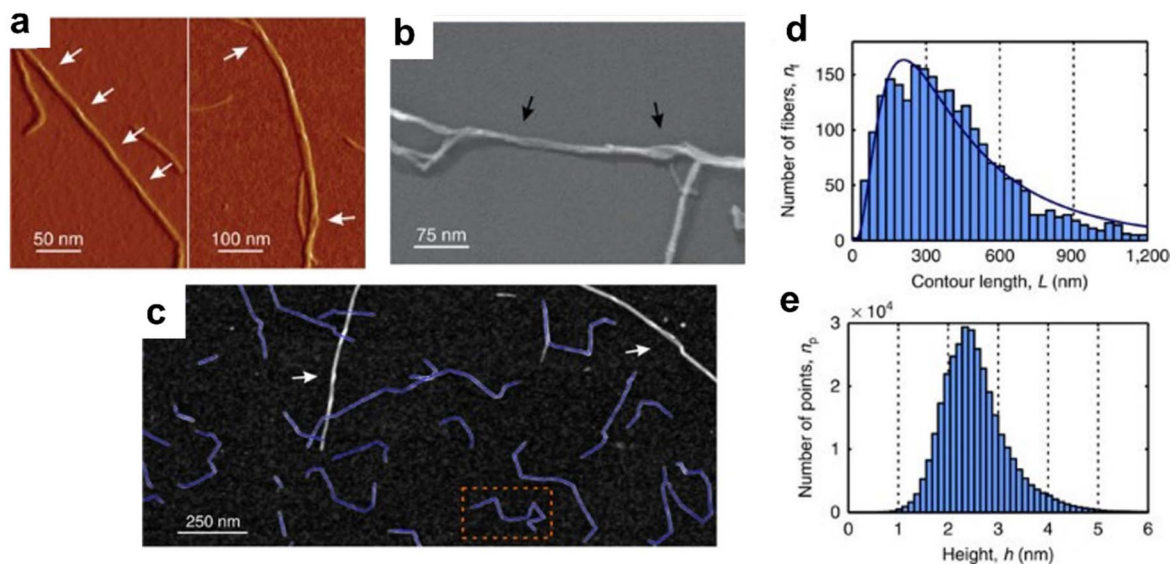 a
50 nm
100 nm
b
75 nm
c
250 nm
d
Number of fibers, nf
150
100
50
0
0 300 600 900 1,200
Contour length, L (nm)
e
× 10⁴
Number of points, np
3
2
1
0
0 1 2 3 4 5 6
Height, h (nm)